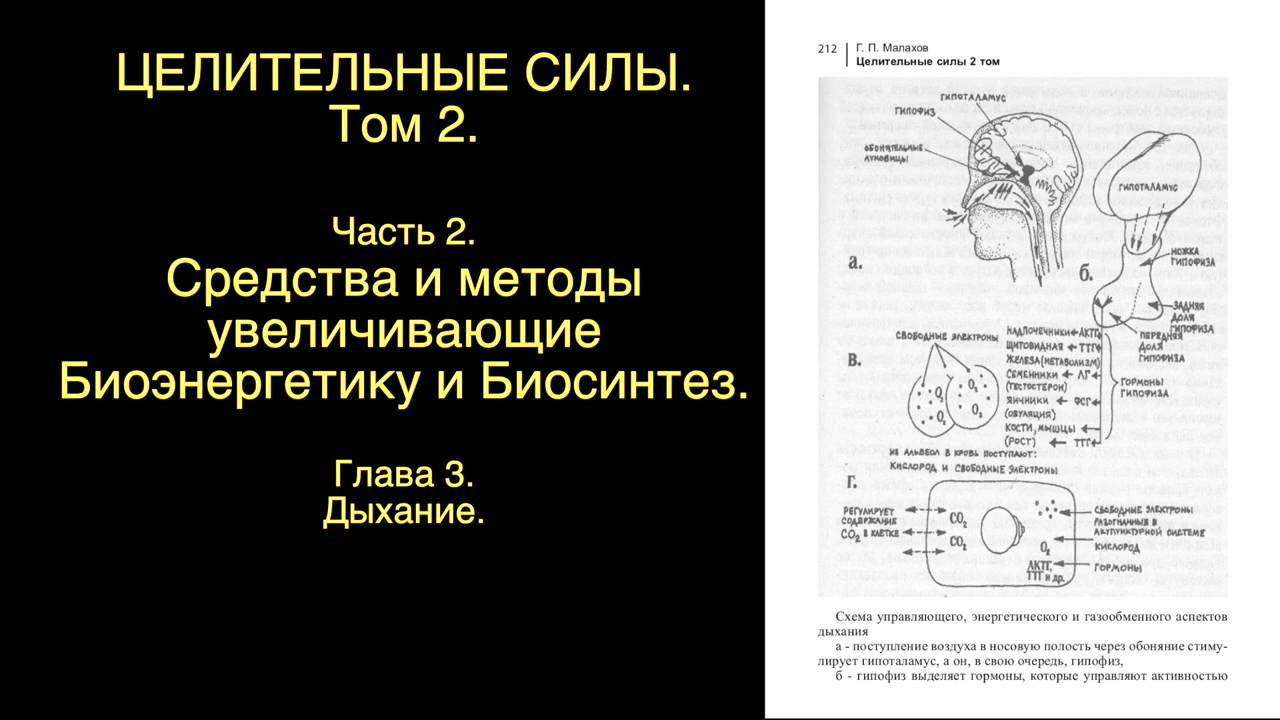 ЦЕЛИТЕЛЬНЫЕ СИЛЫ.
Том 2.
Часть 2.
Средства и методы
увеличивающие
Биоэнергетику и Биосинтез.
Глава 3.
Дыхание.
212
Г. П. Малахов
Целительные силы 2 том
ГИПОТАЛАМУС
ГИПОФИЗ
ОБОНЯТЕЛЬНЫЕ
ЛУКОВИЦЫ
а.
ГИПОТАЛАМУС
НОЖКА
ГИПОФИЗА
б.
ЗАДНЯЯ
ДОЛЯ
ГИПОФИЗА
ПЕРЕДНЯЯ
ДОЛЯ
ГИПОФИЗА
В.
СВОБОДНЫЕ ЭЛЕКТРОНЫ
O₂ O₂
O₂ O₂
НАДПОЧЕЧНИКИ АКТГ
ЩИТОВИДНАЯ ТТГ
ЖЕЛЕЗА (МЕТАБОЛИЗМ)
СЕМЕННИКИ ЛГ
(ТЕСТОСТЕРОН)
ЯИЧНИКИ ФСГ
(ОВУЛЯЦИЯ)
КОСТИ, МЫШЦЫ
(РОСТ) ТТГ
ГОРМОНЫ
ГИПОФИЗА
ИЗ АЛЬВЕОЛ В КРОВЬ ПОСТУПАЮТ:
КИСЛОРОД И СВОБОДНЫЕ ЭЛЕКТРОНЫ
Г.
РЕГУЛИРУЕТ
СОДЕРЖАНИЕ
CO₂ В КЛЕТКЕ
CO₂
CO₂
O₂
АКТГ,
ТТГ и др.
СВОБОДНЫЕ ЭЛЕКТРОНЫ
РАЗОГНАННЫЕ В
АКУПУНКТУРНОЙ СИСТЕМЕ
КИСЛОРОД
ГОРМОНЫ
Схема управляющего, энергетического и газообменного аспектов
дыхания
а - поступление воздуха в носовую полость через обоняние стиму-
лирует гипоталамус, а он, в свою очередь, гипофиз,
б - гипофиз выделяет гормоны, которые управляют активностью